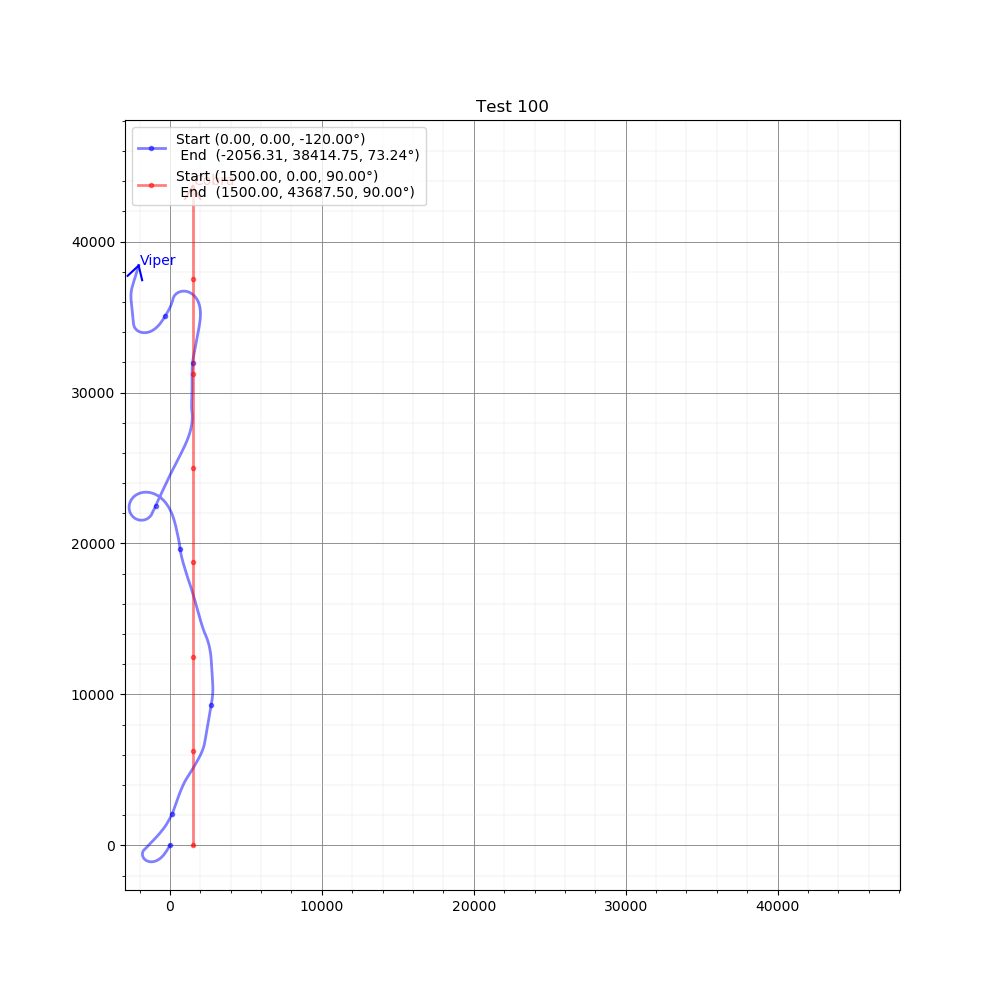 Test 100
Start (0.00, 0.00, -120.00°)
End (-2056.31, 38414.75, 73.24°)
Start (1500.00, 0.00, 90.00°)
End (1500.00, 43687.50, 90.00°)
40000
Viper
30000
20000
10000
0
0
10000
20000
30000
40000